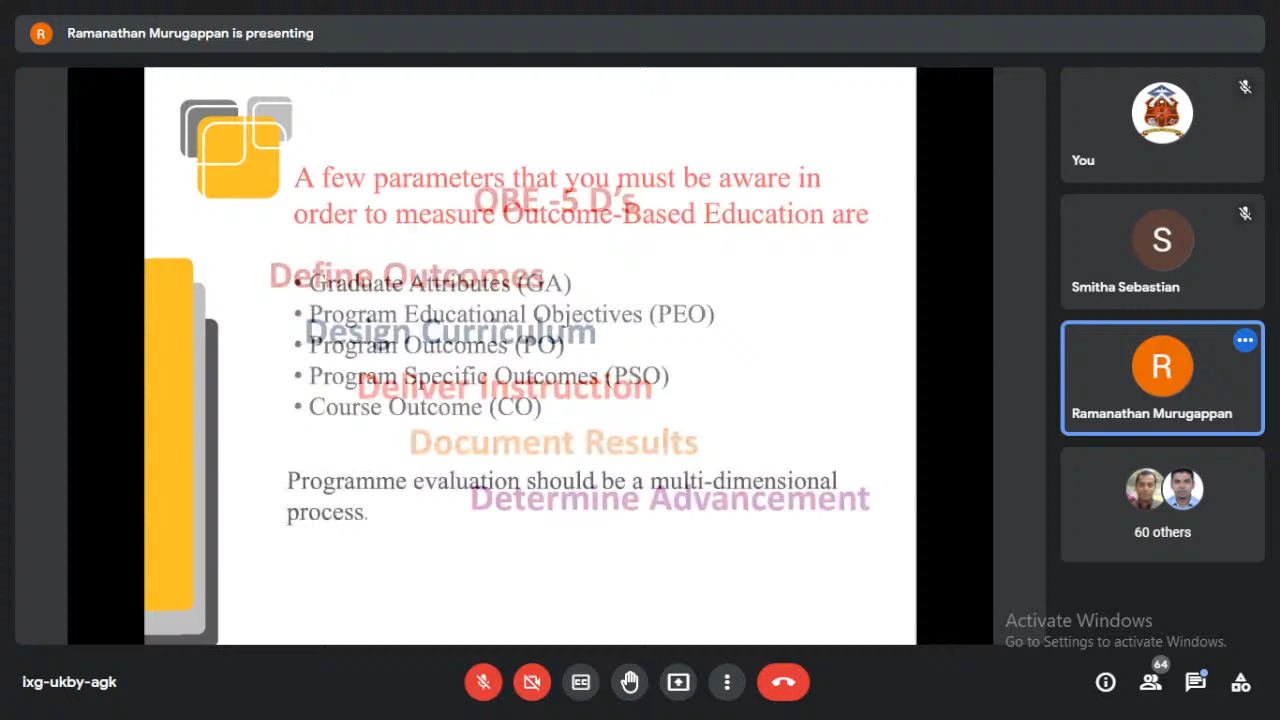 R
Ramanathan Murugappan is presenting
A few parameters that you must be aware in
order to measure Outcome-Based Education are
OBE -5 D's
Define Outcomes
• Graduate Attributes (GA)
• Program Educational Objectives (PEO)
Design Curriculum
• Program Outcomes (PO)
• Program Specific Outcomes (PSO)
Deliver Instruction
• Course Outcome (CO)
Document Results
Programme evaluation should be a multi-dimensional
process.
Determine Advancement
You
S
Smitha Sebastian
R
Ramanathan Murugappan
60 others
Activate Windows
Go to Settings to activate Windows.
ixg-ukby-agk
CC
64